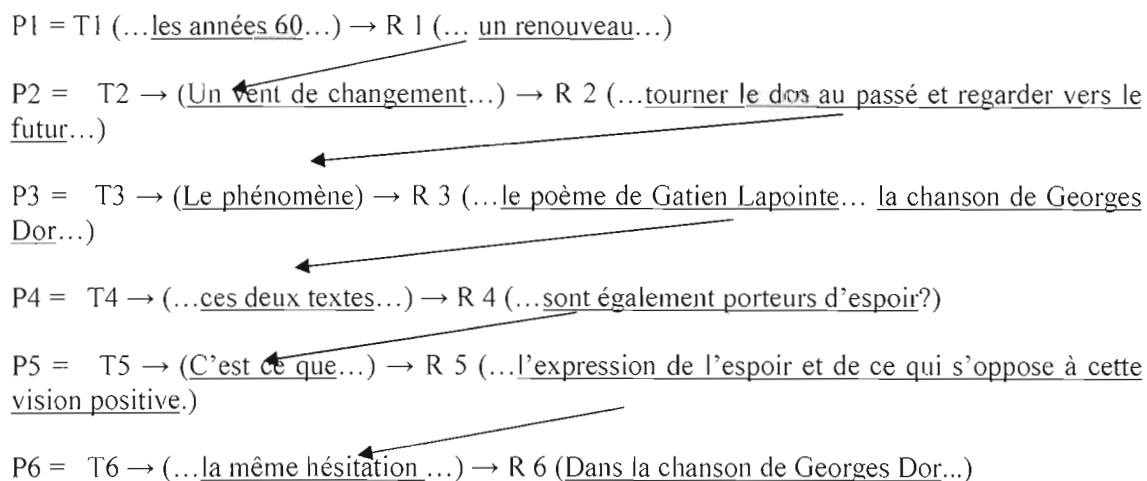 P1 = T1 (…les années 60…) → R 1 (… un renouveau…)
P2 = T2 → (Un vent de changement…) → R 2 (…tourner le dos au passé et regarder vers le
futur…)
P3 = T3 → (Le phénomène) → R 3 (…le poème de Gatien Lapointe… la chanson de Georges
Dor…)
P4 = T4 → (…ces deux textes…) → R 4 (…sont également porteurs d'espoir?)
P5 = T5 → (C'est ce que…) → R 5 (…l'expression de l'espoir et de ce qui s'oppose à cette
vision positive.)
P6 = T6 → (…la même hésitation …) → R 6 (Dans la chanson de Georges Dor...)